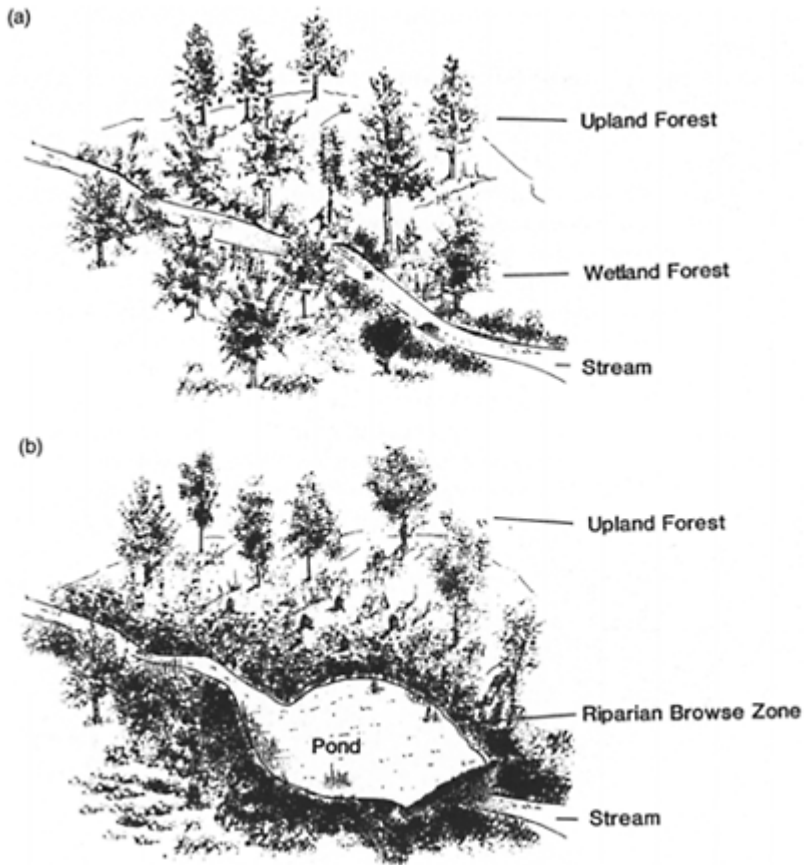 (a)
Upland Forest
Wetland Forest
Stream
(b)
Upland Forest
Riparian Browse Zone
Pond
Stream